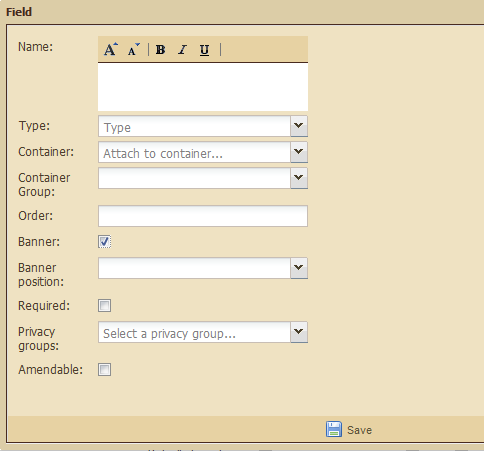 Field
Name:
A A B I U
Type: Type
Container: Attach to container...
Container
Group:
Order:
Banner:
Banner
position:
Required:
Privacy
groups: Select a privacy group...
Amendable:
Save